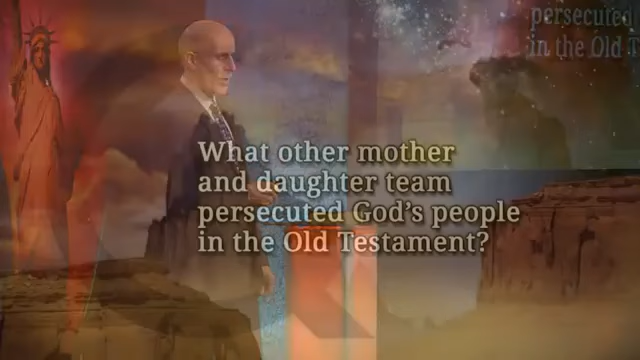 persecuted
in the Old T
What other mother
and daughter team
persecuted God's people
in the Old Testament?